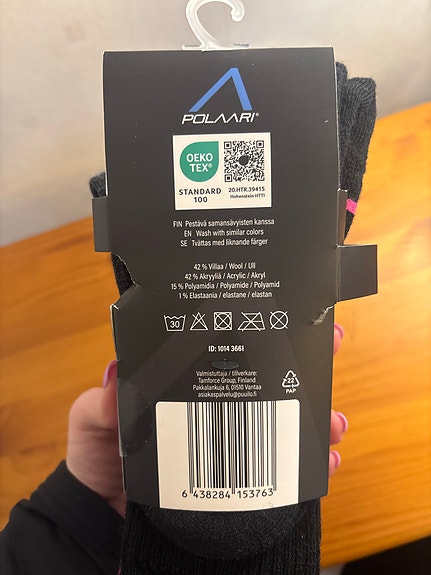 POLAARI®
OEKO
TEX®
STANDARD
100
20.HTR.39415
Hohenstein HTTI
FIN Pestävä samansävyisten kanssa
EN Wash with similar colors
SE Tvättas med liknande färger
42 % Villaa / Wool / Ull
42 % Akryyliä / Acrylic / Akryl
15 % Polyamidia / Polyamide / Polyamid
1 % Elastaania / elastane / elastan
30
ID: 1014 3661
Valmistuttaja / tillverkare:
Tamforce Group, Finland
Pakkalankuja 6, 01510 Vantaa
asiakaspalvelu@puuilo.fi
22
PAP
6 438284 153763